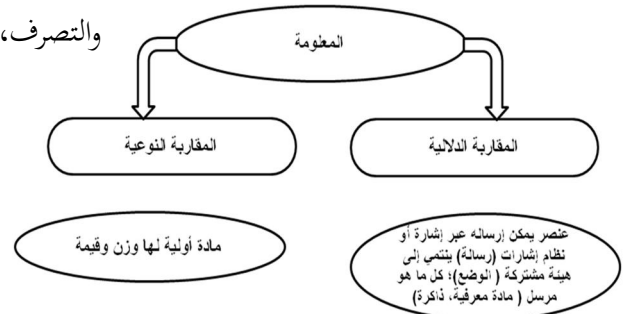 والتصرف،
المعلومة
المقاربة الدلالية
المقاربة النوعية
عنصر يمكن إرساله عبر إشارة أو
نظام إشارات (رسالة) ينتمي إلى
هيئة مشتركة ( الوضع)؛ كل ما هو
مرسل ( مادة معرفية، ذاكرة)
مادة أولية لها وزن وقيمة